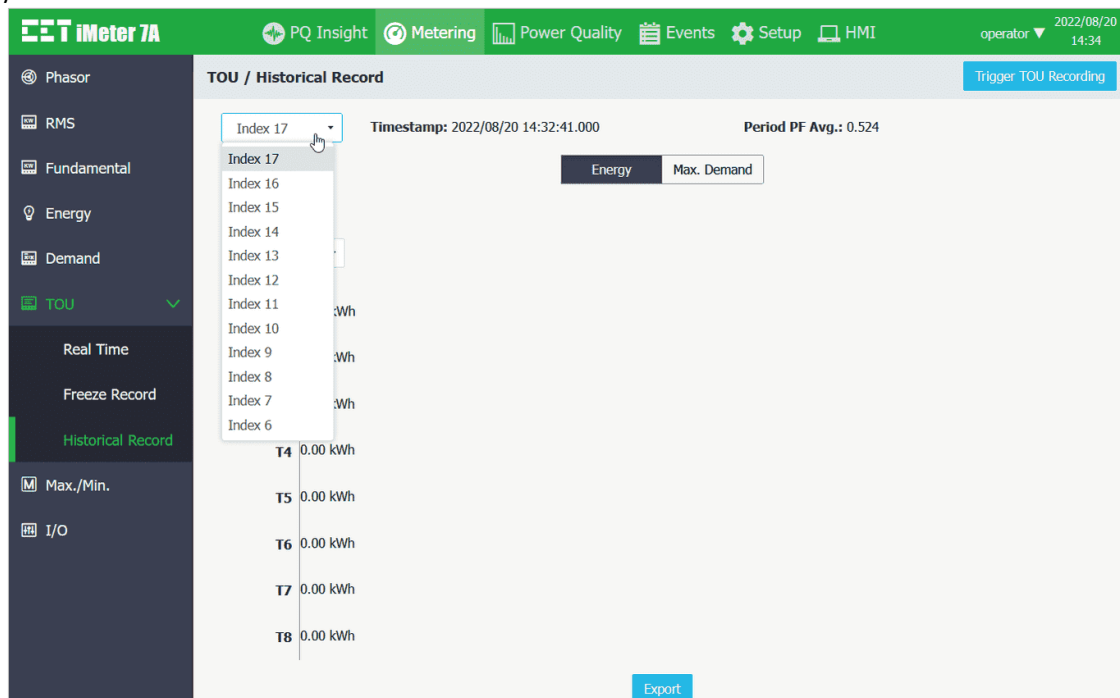 CET iMeter 7A
PQ Insight
Metering
Power Quality
Events
Setup
HMI
operator
2022/08/20
14:34
Phasor
RMS
Fundamental
Energy
Demand
TOU
Real Time
Freeze Record
Historical Record
Max./Min.
I/O
TOU / Historical Record
Trigger TOU Recording
Index 17
Timestamp: 2022/08/20 14:32:41.000
Period PF Avg.: 0.524
Energy
Max. Demand
Index 17
Index 16
Index 15
Index 14
Index 13
Index 12
Index 11
Index 10
Index 9
Index 8
Index 7
Index 6
Wh
Wh
Wh
T4 0.00 kWh
T5 0.00 kWh
T6 0.00 kWh
T7 0.00 kWh
T8 0.00 kWh
Export